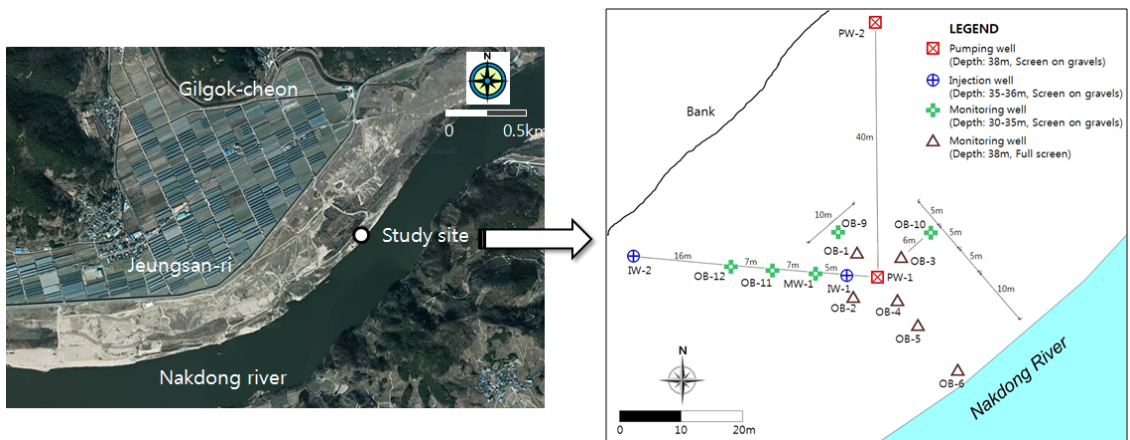 Gilgok-cheon
N
0 0.5km
Study site
Jeungsan-ri
Nakdong river
PW-2
Bank
40m
LEGEND
Pumping well
(Depth: 38m, Screen on gravels)
Injection well
(Depth: 35-36m, Screen on gravels)
Monitoring well
(Depth: 30-35m, Screen on gravels)
Monitoring well
(Depth: 38m, Full screen)
10m
OB-9
OB-10
5m
5m
6m
OB-1
OB-3
5m
16m
7m
7m
5m
10m
IW-2
OB-12
OB-11
MW-1
IW-1
PW-1
OB-2
OB-4
OB-5
OB-6
N
Nakdong River
0 10 20m